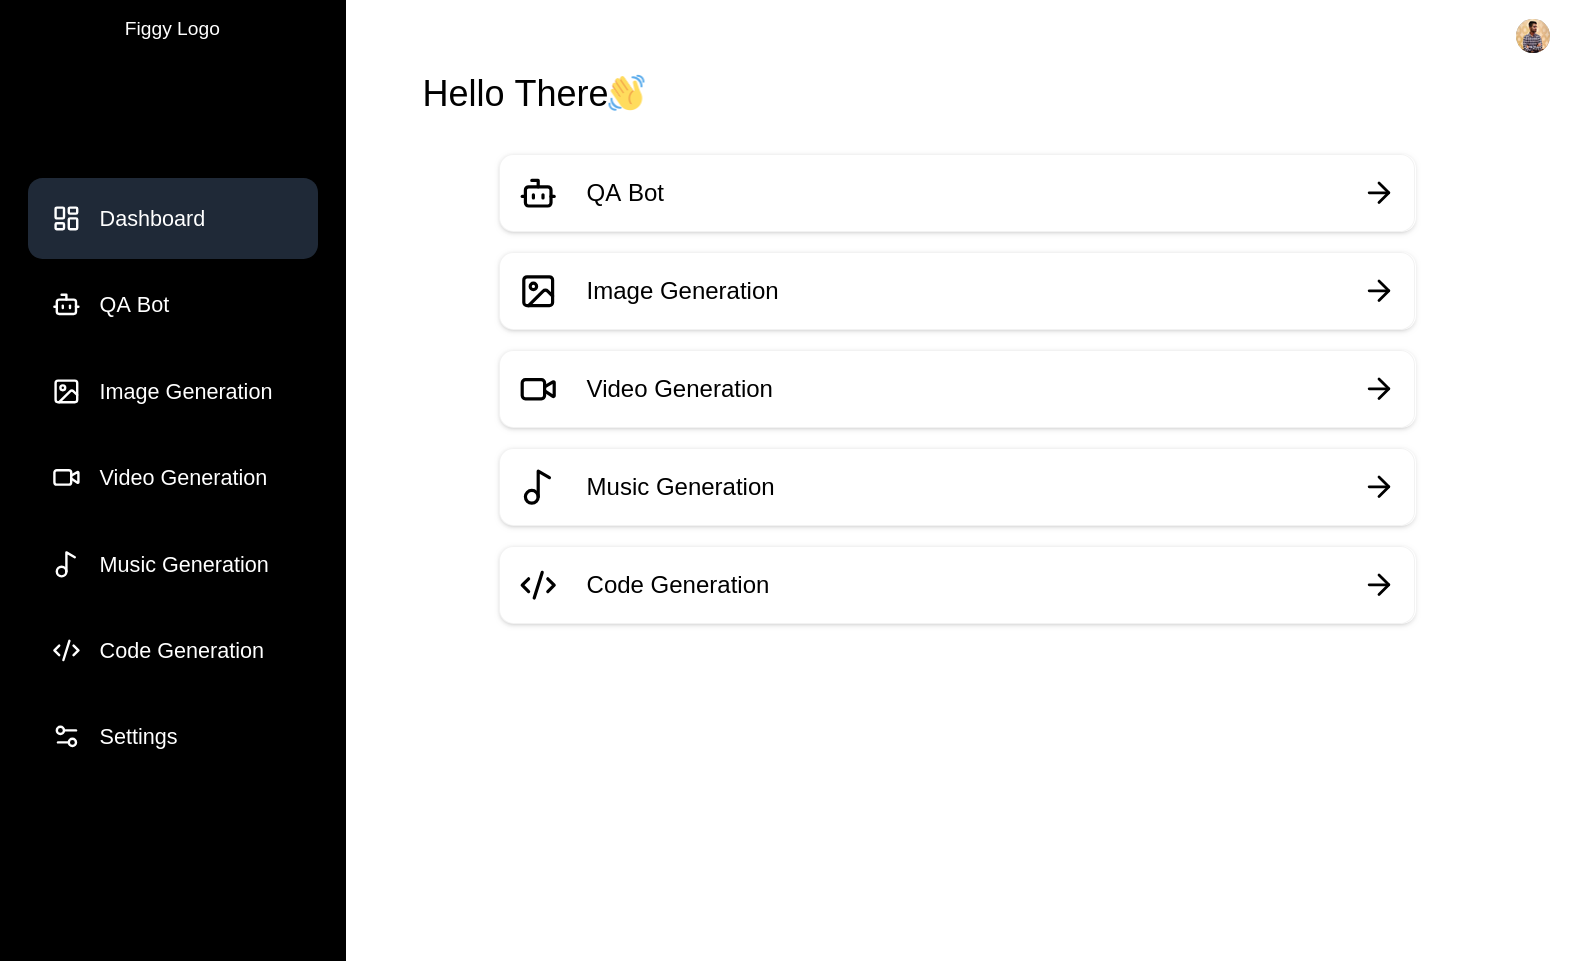 Figgy Logo
Dashboard
QA Bot
Image Generation
Video Generation
Music Generation
Code Generation
Settings
Hello There👋
QA Bot
Image Generation
Video Generation
Music Generation
Code Generation